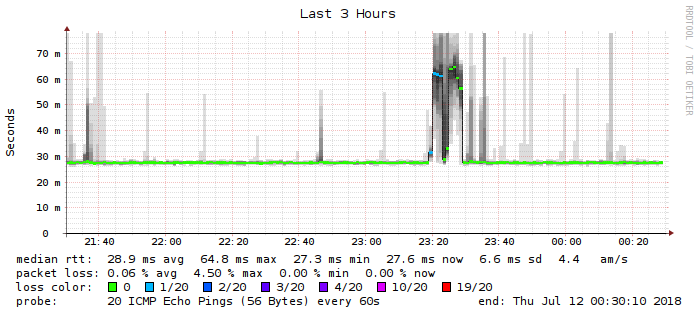 Last 3 Hours
RRDTOOL / TOBI OETIKER
Seconds
70 m
60 m
50 m
40 m
30 m
20 m
10 m
0
21:40 22:00 22:20 22:40 23:00 23:20 23:40 00:00 00:20
median rtt: 28.9 ms avg 64.8 ms max 27.3 ms min 27.6 ms now 6.6 ms sd 4.4 am/s
packet loss: 0.06 % avg 4.50 % max 0.00 % min 0.00 % now
loss color: 0 1/20 2/20 3/20 4/20 10/20 19/20
probe: 20 ICMP Echo Pings (56 Bytes) every 60s end: Thu Jul 12 00:30:10 2018